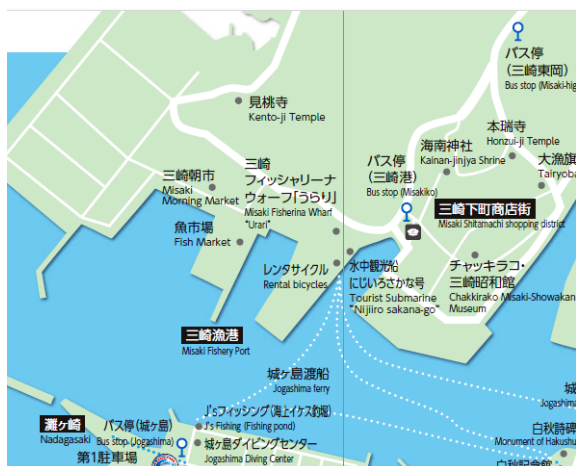 バス停
(三崎東岡)
Bus stop (Misaki-hig
見桃寺
Kento-ji Temple
本瑞寺
Honzui-ji Temple
海南神社
Kainan-jinjya Shrine
大漁旗
Tairyoba
バス停
(三崎港)
Bus stop (Misakiko)
三崎朝市
Misaki
Morning Market
三崎
フィッシャリーナ
ウォーフ「うらり」
Misaki Fisherina Wharf
"Urari"
三崎下町商店街
Misaki Shitamachi shopping district
魚市場
Fish Market
レンタサイクル
Rental bicycles
水中観光船
にじいろさかな号
Tourist Submarine
"Nijiiro sakana-go"
チャッキラコ・
三崎昭和館
Chakkirako Misaki-Showakan
Museum
三崎漁港
Misaki Fishery Port
城ヶ島渡船
Jogashima ferry
城
Jogashima
J'sフィッシング(海上イケス釣堀)
J's Fishing (Fishing pond)
灘ヶ崎
Nadagasaki
バス停(城ヶ島)
Bus stop (Jogashima)
城ヶ島ダイビングセンター
Jogashima Diving Center
第1駐車場
白秋詩碑
Monument of Hakushu
白秋記念館